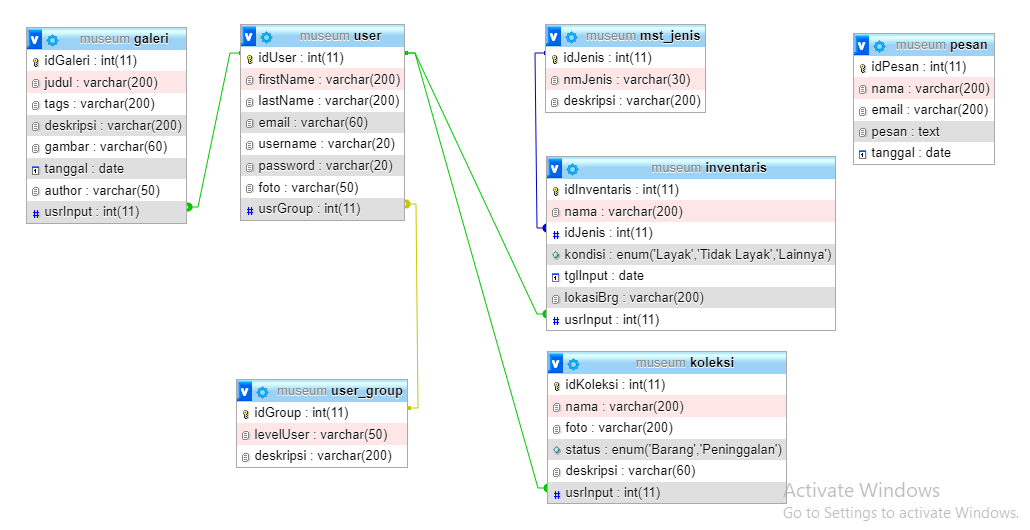 museum galeri
idGaleri : int(11)
judul : varchar(200)
tags : varchar(200)
deskripsi : varchar(200)
gambar : varchar(60)
tanggal : date
author : varchar(50)
usrInput : int(11)
museum user
idUser : int(11)
firstName : varchar(200)
lastName : varchar(200)
email : varchar(60)
username : varchar(20)
password : varchar(20)
foto : varchar(50)
usrGroup : int(11)
museum mst_jenis
idJenis : int(11)
nmJenis : varchar(30)
deskripsi : varchar(200)
museum pesan
idPesan : int(11)
nama : varchar(200)
email : varchar(200)
pesan : text
tanggal : date
museum inventaris
idInventaris : int(11)
nama : varchar(200)
idJenis : int(11)
kondisi : enum('Layak','Tidak Layak','Lainnya')
tglInput : date
lokasiBrg : varchar(200)
usrInput : int(11)
museum user_group
idGroup : int(11)
levelUser : varchar(50)
deskripsi : varchar(200)
museum koleksi
idKoleksi : int(11)
nama : varchar(200)
foto : varchar(200)
status : enum('Barang','Peninggalan')
deskripsi : varchar(60)
usrInput : int(11)
Activate Windows
Go to Settings to activate Windows.